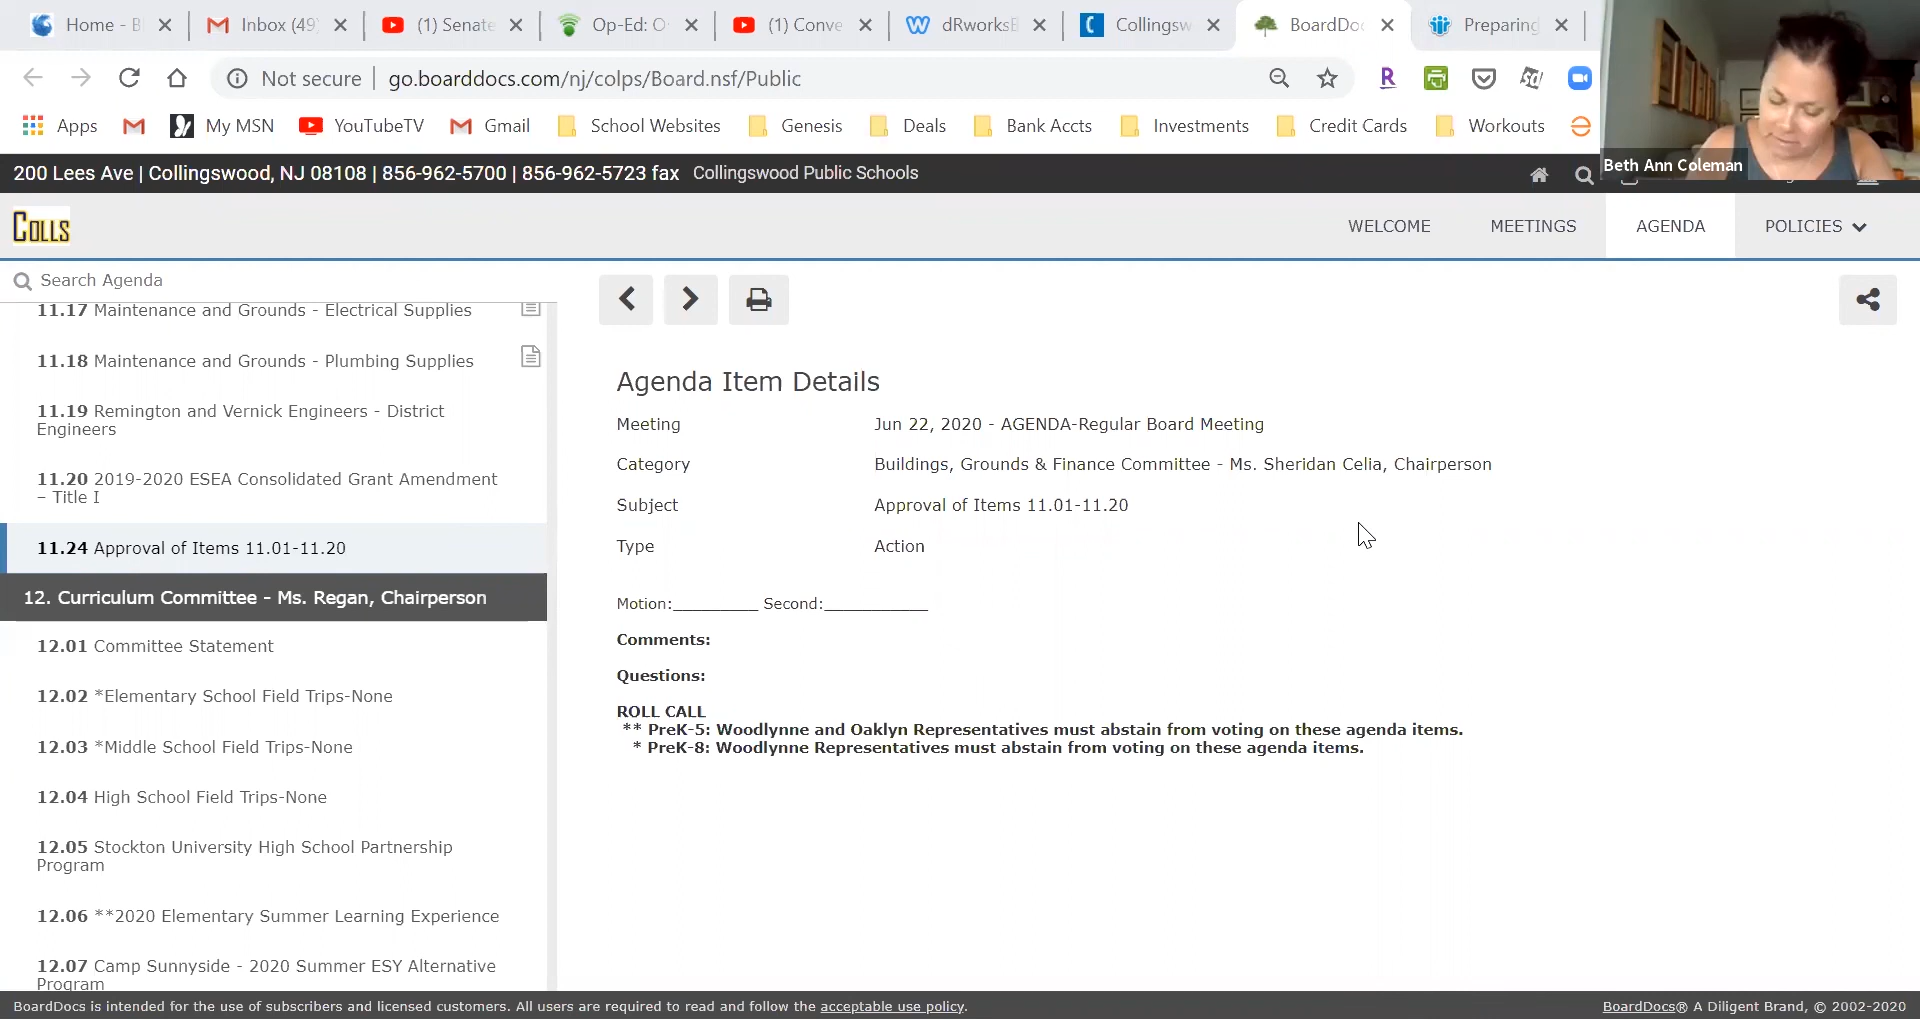 Home - B
Inbox (49
(1) Senate
Op-Ed: O
(1) Conve
dRworksB
Collingsw
BoardDoc
Preparing
Not secure
go.boarddocs.com/nj/colps/Board.nsf/Public
Apps
My MSN
YouTubeTV
Gmail
School Websites
Genesis
Deals
Bank Accts
Investments
Credit Cards
Workouts
Beth Ann Coleman
200 Lees Ave | Collingswood, NJ 08108 | 856-962-5700 | 856-962-5723 fax Collingswood Public Schools
COLLS
WELCOME
MEETINGS
AGENDA
POLICIES
Search Agenda
11.17 Maintenance and Grounds - Electrical Supplies
11.18 Maintenance and Grounds - Plumbing Supplies
11.19 Remington and Vernick Engineers - District
Engineers
11.20 2019-2020 ESEA Consolidated Grant Amendment
– Title I
11.24 Approval of Items 11.01-11.20
12. Curriculum Committee - Ms. Regan, Chairperson
12.01 Committee Statement
12.02 *Elementary School Field Trips-None
12.03 *Middle School Field Trips-None
12.04 High School Field Trips-None
12.05 Stockton University High School Partnership
Program
12.06 **2020 Elementary Summer Learning Experience
12.07 Camp Sunnyside - 2020 Summer ESY Alternative
Program
Agenda Item Details
Meeting Jun 22, 2020 - AGENDA-Regular Board Meeting
Category Buildings, Grounds & Finance Committee - Ms. Sheridan Celia, Chairperson
Subject Approval of Items 11.01-11.20
Type Action
Motion:__________ Second:____________
Comments:
Questions:
ROLL CALL
** PreK-5: Woodlynne and Oaklyn Representatives must abstain from voting on these agenda items.
* PreK-8: Woodlynne Representatives must abstain from voting on these agenda items.
BoardDocs is intended for the use of subscribers and licensed customers. All users are required to read and follow the acceptable use policy.
BoardDocs® A Diligent Brand, © 2002-2020